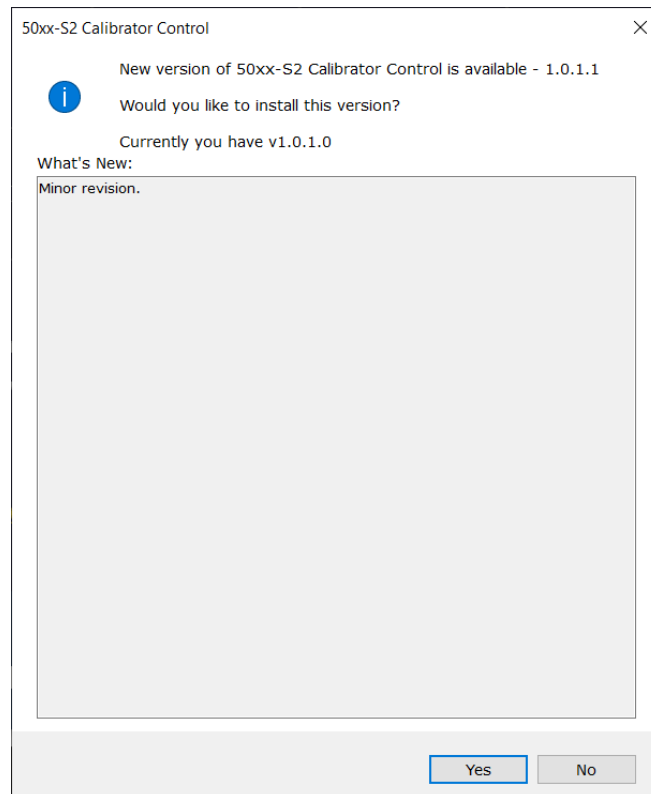 50xx-S2 Calibrator Control
New version of 50xx-S2 Calibrator Control is available - 1.0.1.1
Would you like to install this version?
Currently you have v1.0.1.0
What's New:
Minor revision.
Yes
No